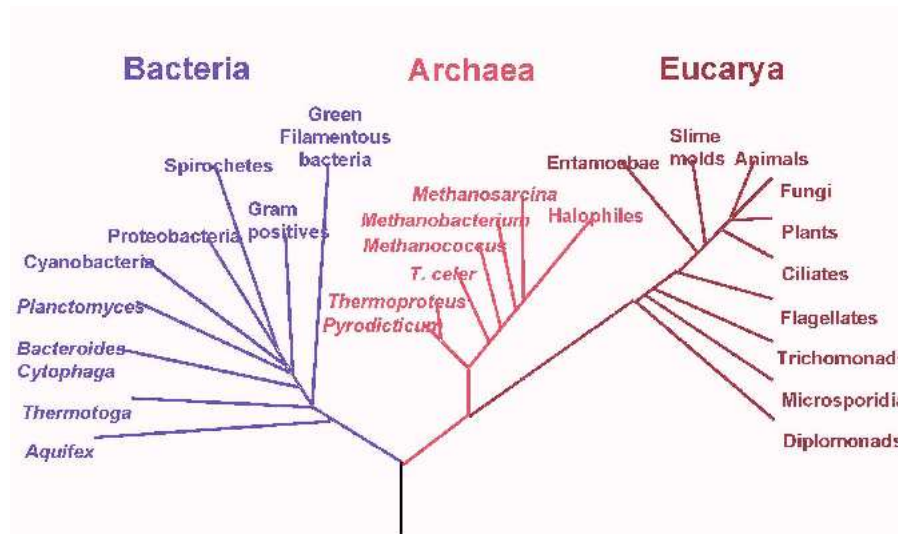 Bacteria
Archaea
Eucarya
Green
Filamentous
bacteria
Spirochetes
Gram
positives
Proteobacteria
Cyanobacteria
Planctomyces
Bacteroides
Cytophaga
Thermotoga
Aquifex
Methanosarcina
Methanobacterium
Halophiles
Methanococcus
T. celer
Thermoproteus
Pyrodicticum
Entamoebae
Slime
molds
Animals
Fungi
Plants
Ciliates
Flagellates
Trichomonads
Microsporidia
Diplomonads